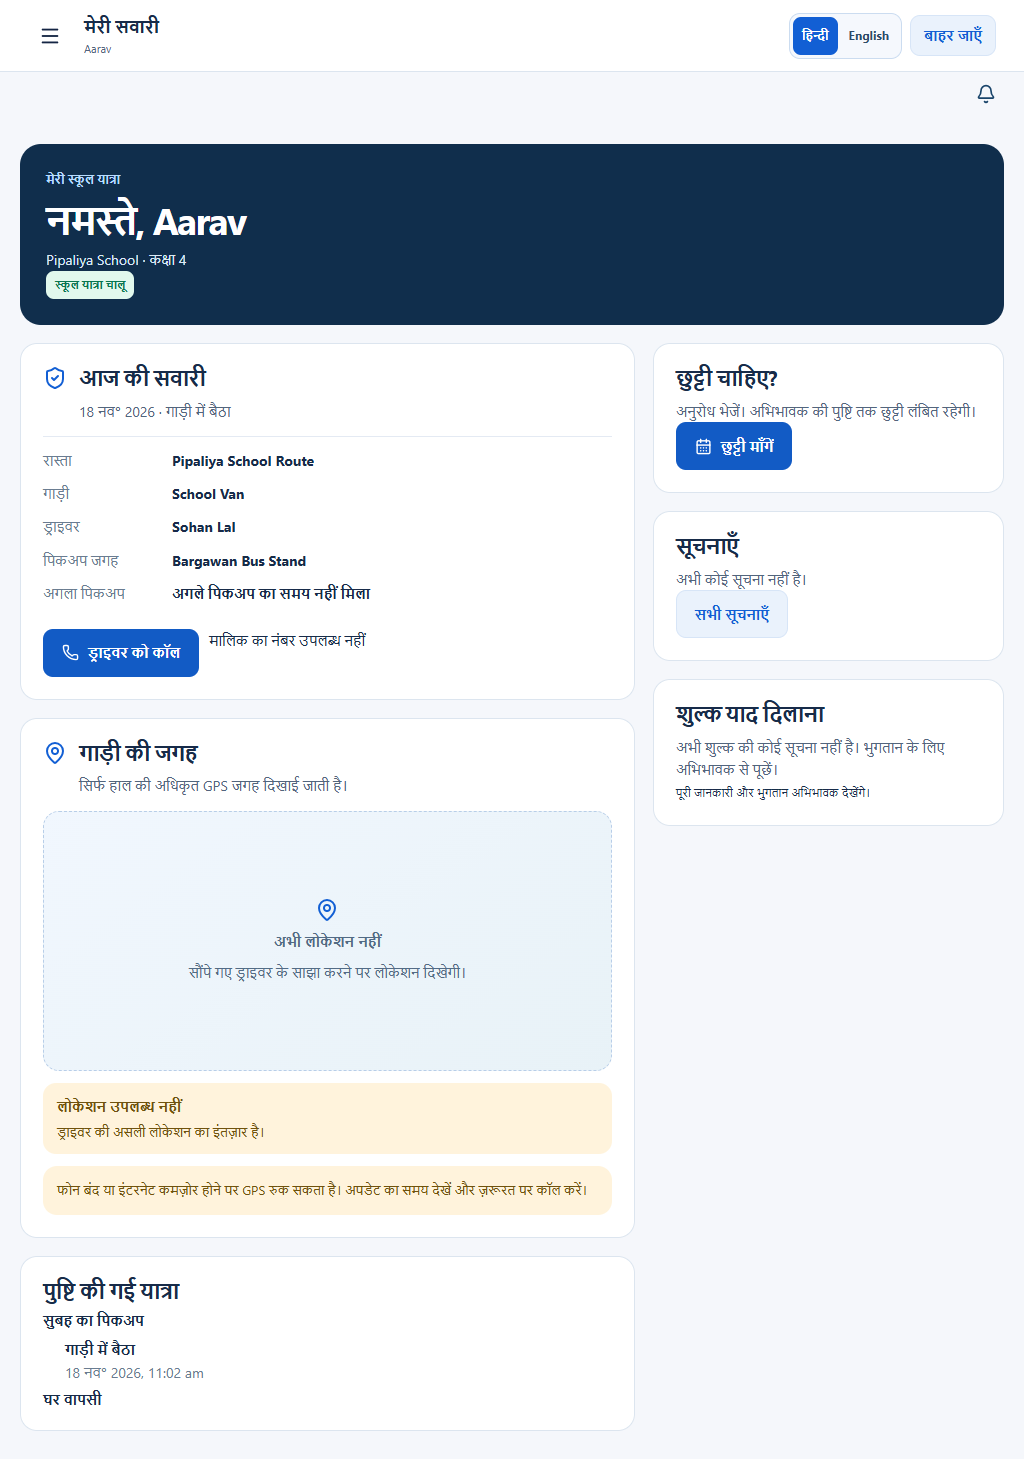 मेरी सवारी
Aarav
हिन्दी
English
बाहर जाएँ
मेरी स्कूल यात्रा
नमस्ते, Aarav
Pipaliya School · कक्षा 4
स्कूल यात्रा चालू
आज की सवारी
18 नव° 2026 · गाड़ी में बैठा
रास्ता
Pipaliya School Route
गाड़ी
School Van
ड्राइवर
Sohan Lal
पिकअप जगह
Bargawan Bus Stand
अगला पिकअप
अगले पिकअप का समय नहीं मिला
ड्राइवर को कॉल
मालिक का नंबर उपलब्ध नहीं
गाड़ी की जगह
सिर्फ हाल की अधिकृत GPS जगह दिखाई जाती है।
अभी लोकेशन नहीं
सौंपे गए ड्राइवर के साझा करने पर लोकेशन दिखेगी।
लोकेशन उपलब्ध नहीं
ड्राइवर की असली लोकेशन का इंतज़ार है।
फोन बंद या इंटरनेट कमज़ोर होने पर GPS रुक सकता है। अपडेट का समय देखें और ज़रूरत पर कॉल करें।
पुष्टि की गई यात्रा
सुबह का पिकअप
गाड़ी में बैठा
18 नव° 2026, 11:02 am
घर वापसी
छुट्टी चाहिए?
अनुरोध भेजें। अभिभावक की पुष्टि तक छुट्टी लंबित रहेगी।
छुट्टी माँगें
सूचनाएँ
अभी कोई सूचना नहीं है।
सभी सूचनाएँ
शुल्क याद दिलाना
अभी शुल्क की कोई सूचना नहीं है। भुगतान के लिए
अभिभावक से पूछें।
पूरी जानकारी और भुगतान अभिभावक देखेंगे।